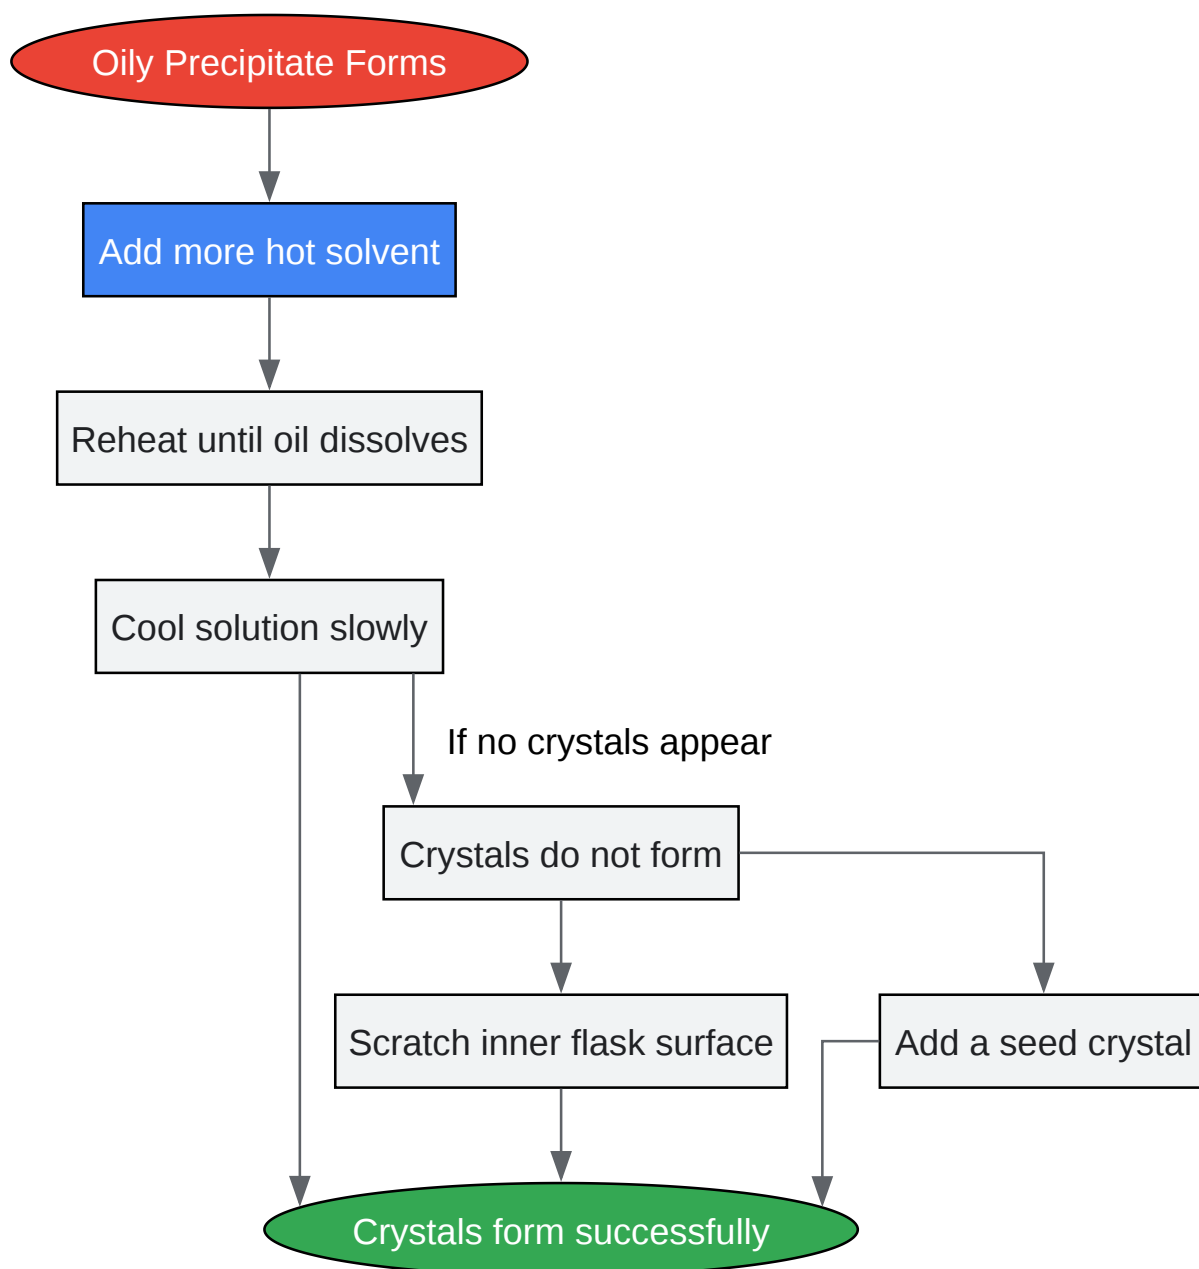 Oily Precipitate Forms
Add more hot solvent
Reheat until oil dissolves
Cool solution slowly
If no crystals appear
Crystals do not form
Scratch inner flask surface
Add a seed crystal
Crystals form successfully